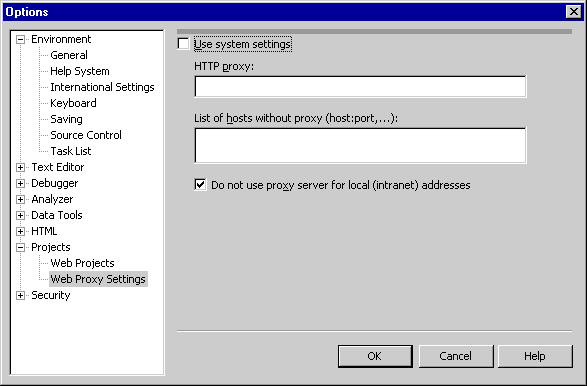 Options
Environment
General
Help System
International Settings
Keyboard
Saving
Source Control
Task List
Text Editor
Debugger
Analyzer
Data Tools
HTML
Projects
Web Projects
Web Proxy Settings
Security
Use system settings
HTTP proxy:
List of hosts without proxy (host:port,...):
Do not use proxy server for local (intranet) addresses
OK
Cancel
Help